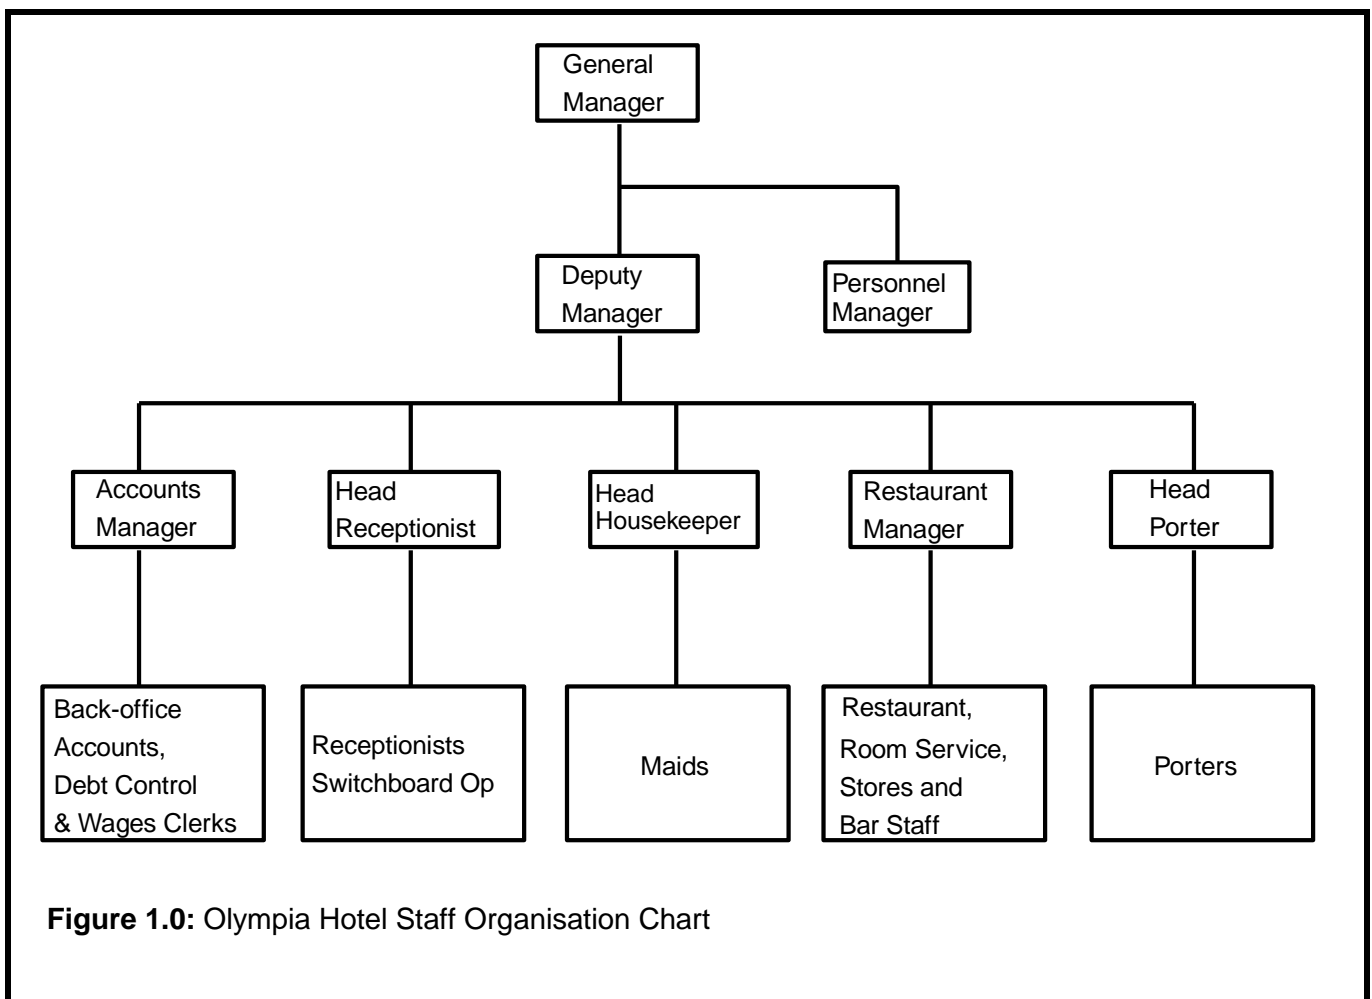 General
Manager
Deputy
Manager
Personnel
Manager
Accounts
Manager
Head
Receptionist
Head
Housekeeper
Restaurant
Manager
Head
Porter
Back-office
Accounts,
Debt Control
& Wages Clerks
Receptionists
Switchboard Op
Maids
Restaurant,
Room Service,
Stores and
Bar Staff
Porters
Figure 1.0: Olympia Hotel Staff Organisation Chart